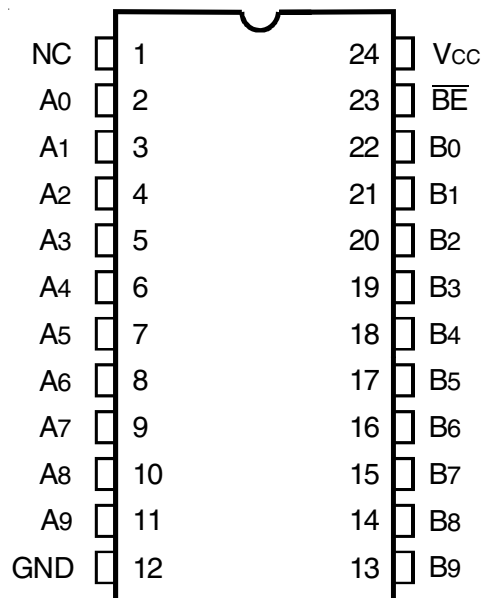 NC 1 24 VCC
A0 2 23 BE
A1 3 22 B0
A2 4 21 B1
A3 5 20 B2
A4 6 19 B3
A5 7 18 B4
A6 8 17 B5
A7 9 16 B6
A8 10 15 B7
A9 11 14 B8
GND 12 13 B9